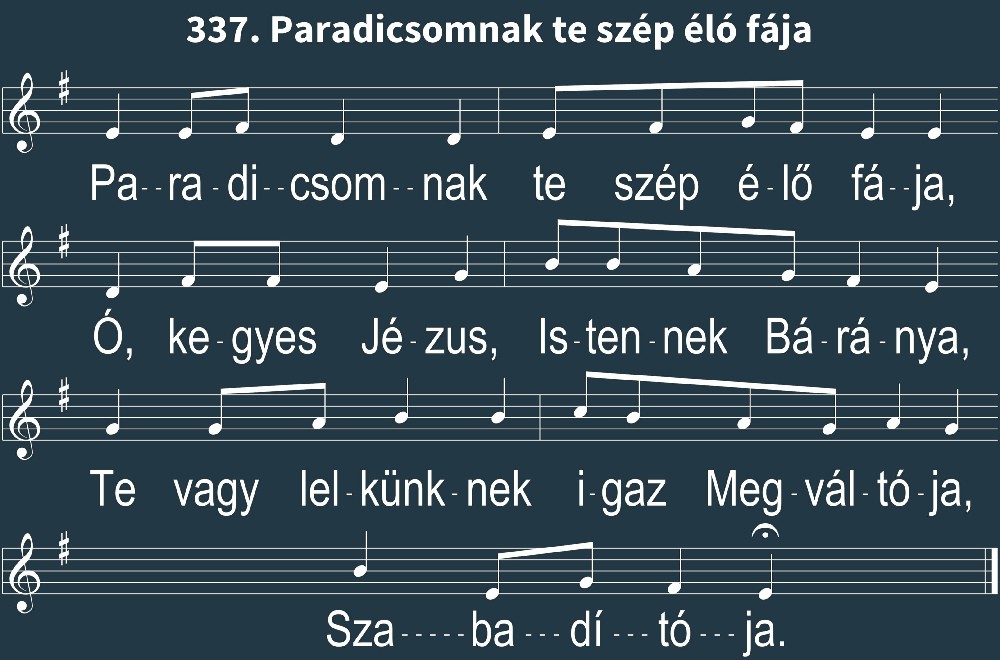 337. Paradicsomnak te szép éló fája
Pa--ra-di--csom--nak te szép é-lő fá--ja,
Ó, ke-gyes Jé-zus, Is-ten-nek Bá-rá-nya,
Te vagy lel-künk-nek i-gaz Meg-vál-tó-ja,
Sza-----ba---dí---tó---ja.